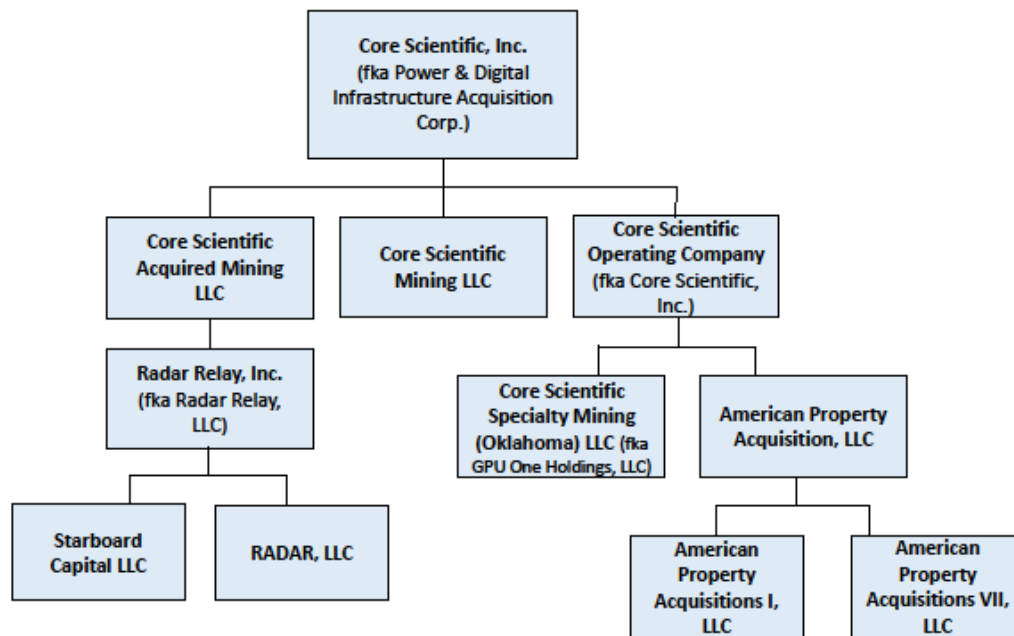 Core Scientific, Inc.
(fka Power & Digital
Infrastructure Acquisition
Corp.)
Core Scientific
Acquired Mining
LLC
Core Scientific
Mining LLC
Core Scientific
Operating Company
(fka Core Scientific,
Inc.)
Radar Relay, Inc.
(fka Radar Relay,
LLC)
Core Scientific
Specialty Mining
(Oklahoma) LLC (fka
GPU One Holdings, LLC)
American Property
Acquisition, LLC
Starboard
Capital LLC
RADAR, LLC
American
Property
Acquisitions I,
LLC
American
Property
Acquisitions VII,
LLC